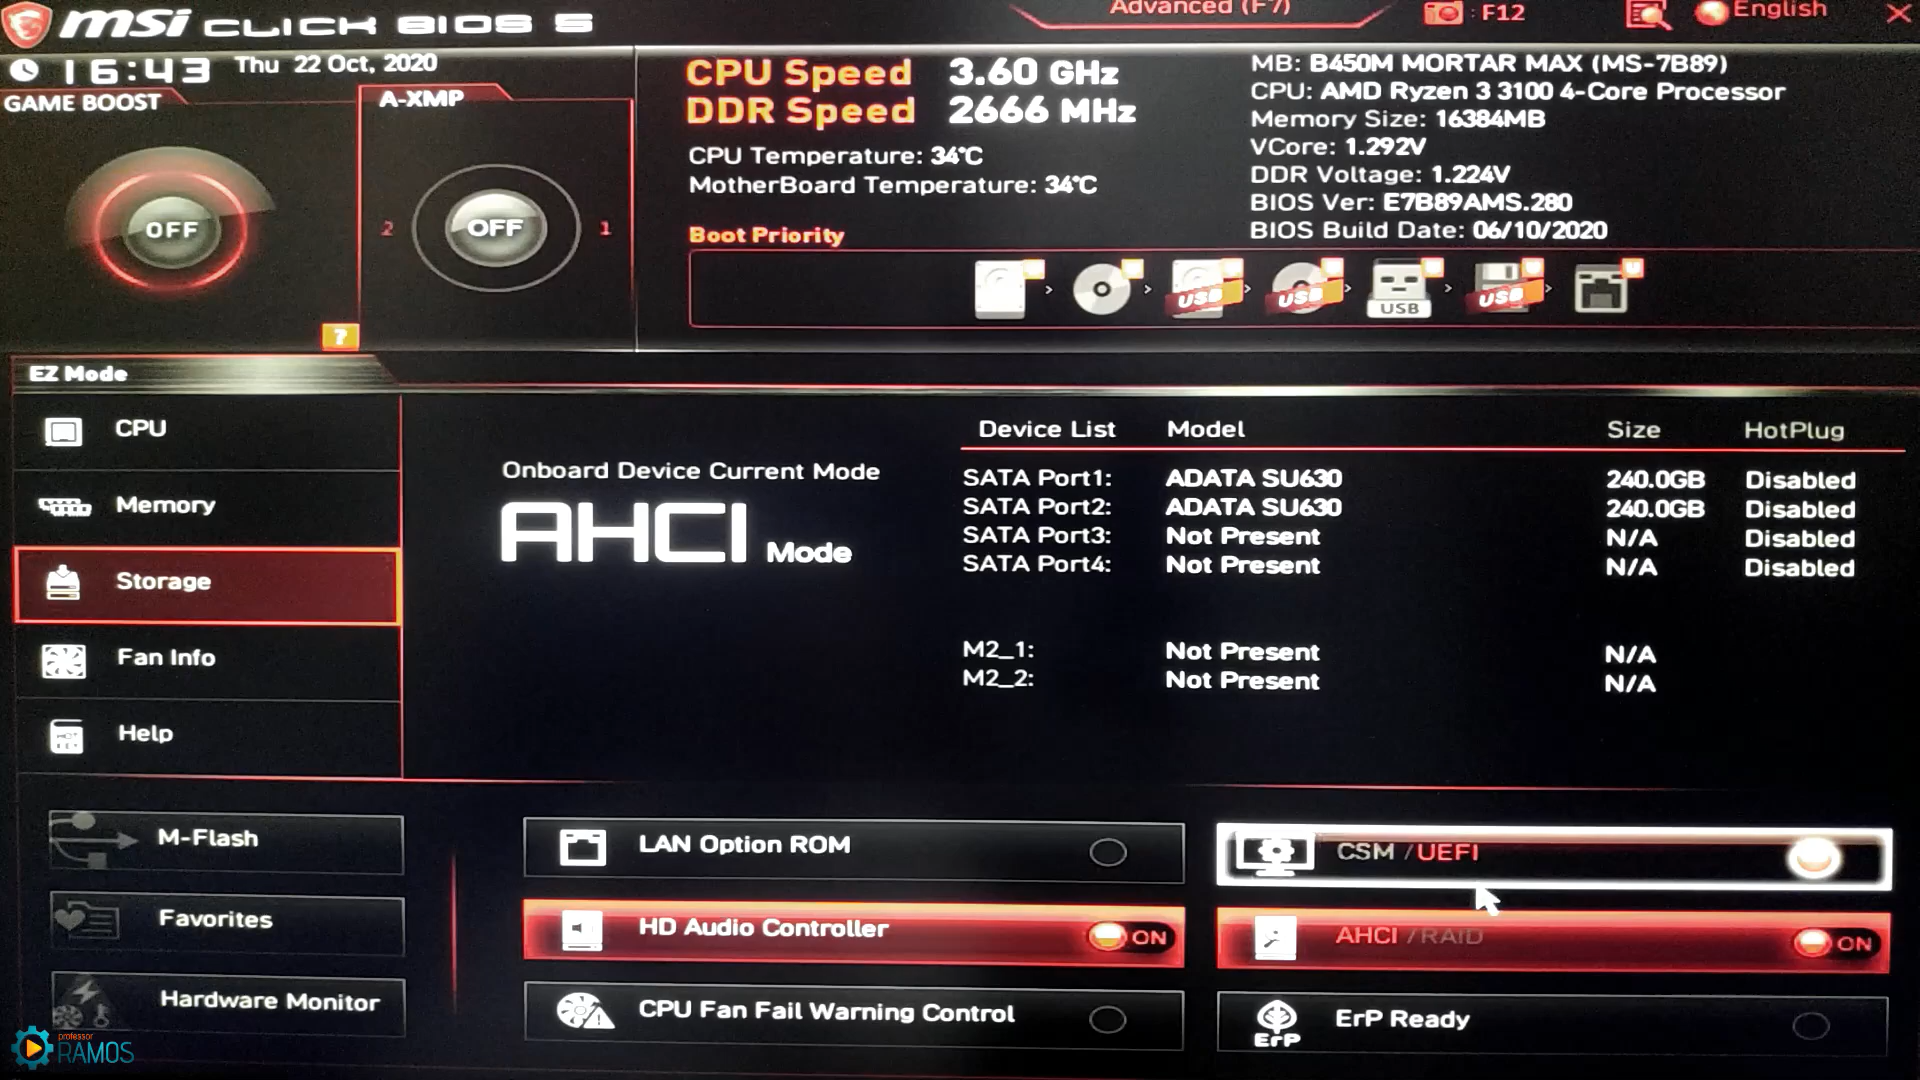 msi CLICK BIOS 5
Advanced (F7)
: F12
English
X
16:43 Thu 22 Oct, 2020
GAME BOOST
OFF
A-XMP
2
OFF
1
?
CPU Speed 3.60 GHz
DDR Speed 2666 MHz
CPU Temperature: 34°C
MotherBoard Temperature: 34°C
MB: B450M MORTAR MAX (MS-7B89)
CPU: AMD Ryzen 3 3100 4-Core Processor
Memory Size: 16384MB
VCore: 1.292V
DDR Voltage: 1.224V
BIOS Ver: E7B89AMS.280
BIOS Build Date: 06/10/2020
Boot Priority
U U U U U U U
USB USB USB USB
EZ Mode
CPU
Memory
Storage
Fan Info
Help
Onboard Device Current Mode
AHCI Mode
Device List Model Size HotPlug
SATA Port1: ADATA SU630 240.0GB Disabled
SATA Port2: ADATA SU630 240.0GB Disabled
SATA Port3: Not Present N/A Disabled
SATA Port4: Not Present N/A Disabled
M2_1: Not Present N/A
M2_2: Not Present N/A
M-Flash
Favorites
Hardware Monitor
LAN Option ROM
HD Audio Controller ON
CPU Fan Fail Warning Control
CSM /UEFI
AHCI /RAID ON
ErP Ready
ErP
professor
RAMOS